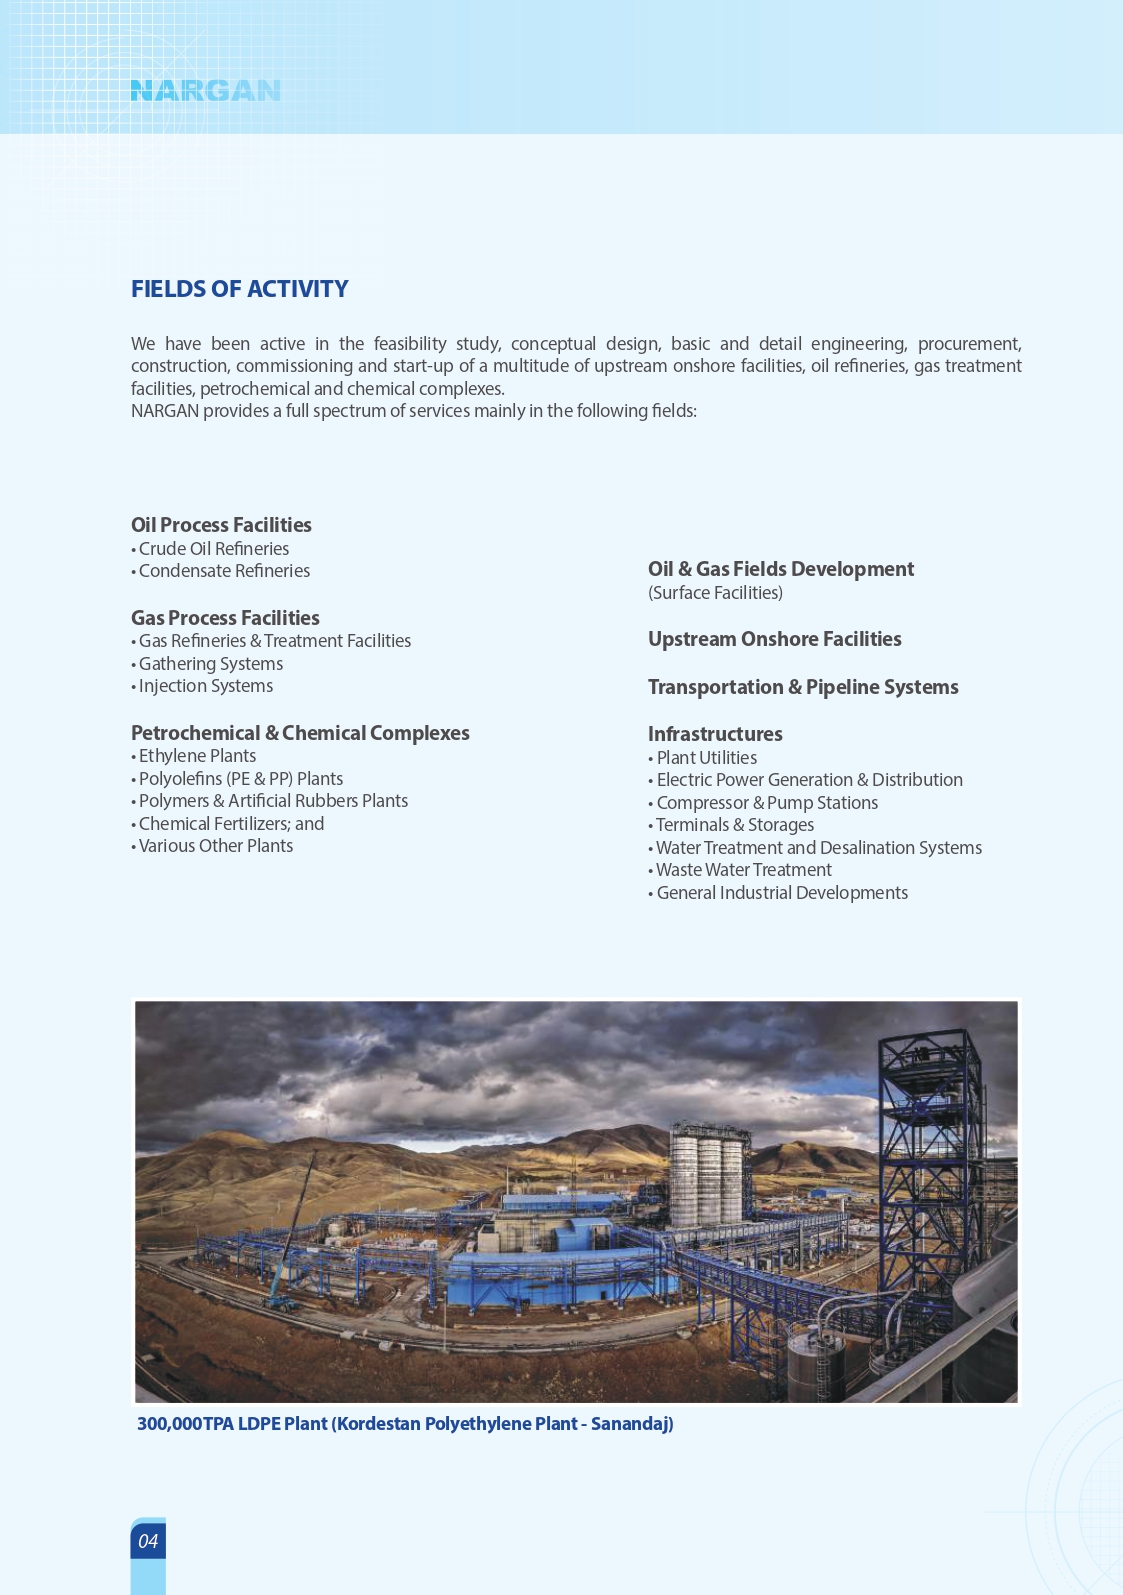 NARGAN
FIELDS OF ACTIVITY
We have been active in the feasibility study, conceptual design, basic and detail engineering, procurement,
construction, commissioning and start-up of a multitude of upstream onshore facilities, oil refineries, gas treatment
facilities, petrochemical and chemical complexes.
NARGAN provides a full spectrum of services mainly in the following fields:
Oil Process Facilities
• Crude Oil Refineries
• Condensate Refineries
Gas Process Facilities
• Gas Refineries & Treatment Facilities
• Gathering Systems
• Injection Systems
Petrochemical & Chemical Complexes
• Ethylene Plants
• Polyolefins (PE & PP) Plants
• Polymers & Artificial Rubbers Plants
• Chemical Fertilizers; and
• Various Other Plants
Oil & Gas Fields Development
(Surface Facilities)
Upstream Onshore Facilities
Transportation & Pipeline Systems
Infrastructures
• Plant Utilities
• Electric Power Generation & Distribution
• Compressor & Pump Stations
• Terminals & Storages
• Water Treatment and Desalination Systems
• Waste Water Treatment
• General Industrial Developments
300,000TPA LDPE Plant (Kordestan Polyethylene Plant - Sanandaj)
04